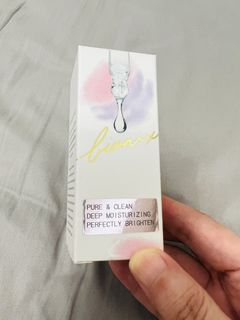 PURE & CLEAN
DEEP MOISTURIZING
PERFECTLY BRIGHTEN